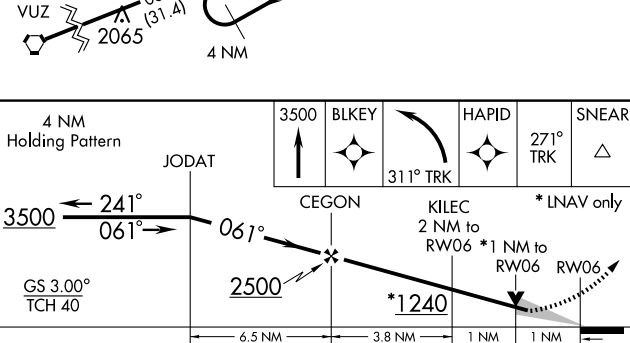 VUZ
2065
(31.4)
4 NM
4 NM
Holding Pattern
3500
BLKEY
311° TRK
HAPID
271°
TRK
SNEAR
JODAT
CEGON
KILEC
2 NM to
RW06
* LNAV only
*1 NM to
RW06
RW06
3500
241°
061°
061°
2500
*1240
GS 3.00°
TCH 40
6.5 NM
3.8 NM
1 NM
1 NM